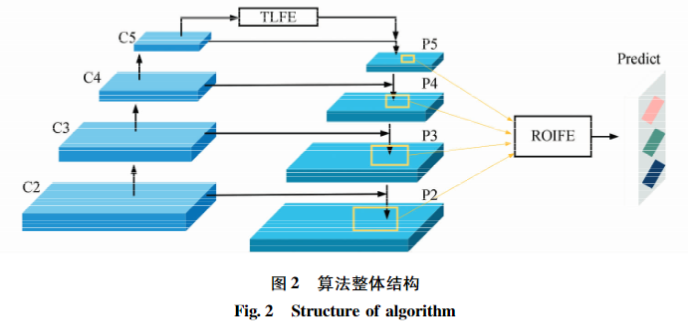 TLFE
C5
P5
Predict
C4
P4
C3
P3
ROIFE
C2
P2
图 2 算法整体结构
Fig. 2 Structure of algorithm